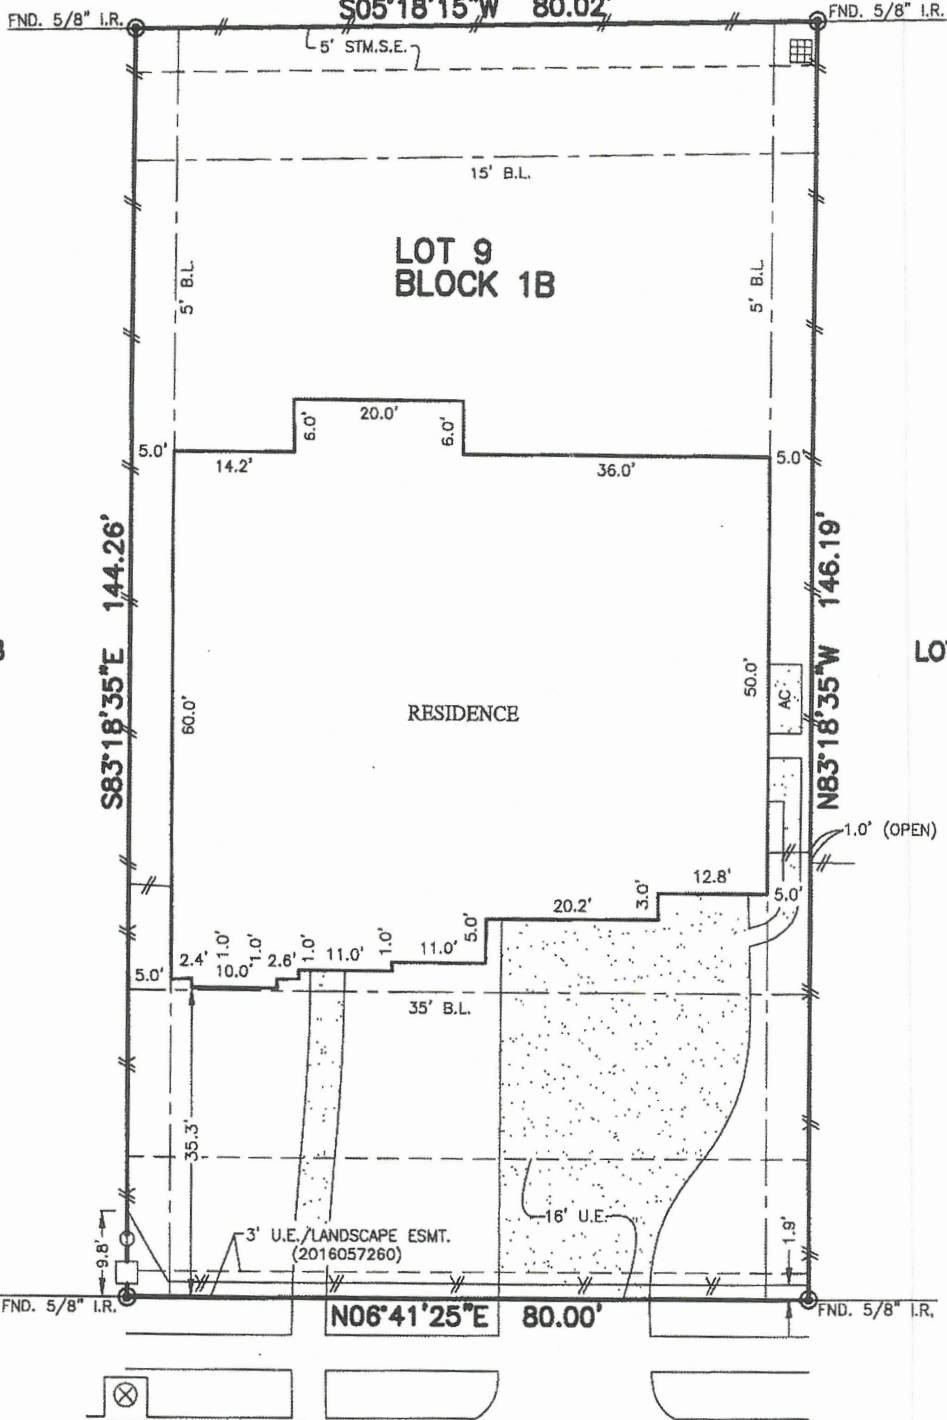 S05°18'15"W 80.02'
FND. 5/8" I.R.
FND. 5/8" I.R.
5' STM.S.E.
15' B.L.
LOT 9
BLOCK 1B
5' B.L.
5' B.L.
20.0'
6.0'
6.0'
5.0'
14.2'
36.0'
5.0'
S83°18'35"E 144.26'
N83°18'35"W 146.19'
LO
60.0'
RESIDENCE
50.0'
AC
1.0' (OPEN)
12.8'
5.0'
3.0'
20.2'
5.0'
2.4'
1.0'
10.0'
1.0'
2.6'
1.0'
11.0'
1.0'
11.0'
5.0'
35' B.L.
35.3'
16' U.E.
3' U.E./LANDSCAPE ESMT.
(2016057260)
9.8'
1.9'
FND. 5/8" I.R.
N06°41'25"E 80.00'
FND. 5/8" I.R.